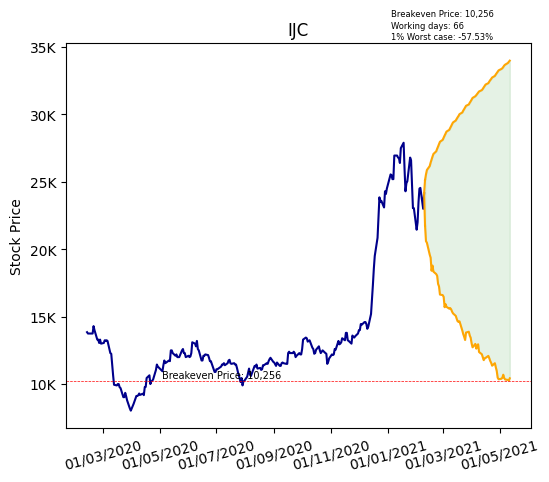 Breakeven Price: 10,256
Working days: 66
1% Worst case: -57.53%
IJC
35K
30K
25K
20K
15K
10K
Stock Price
Breakeven Price: 10,256
01/03/2020
01/05/2020
01/07/2020
01/09/2020
01/11/2020
01/01/2021
01/03/2021
01/05/2021